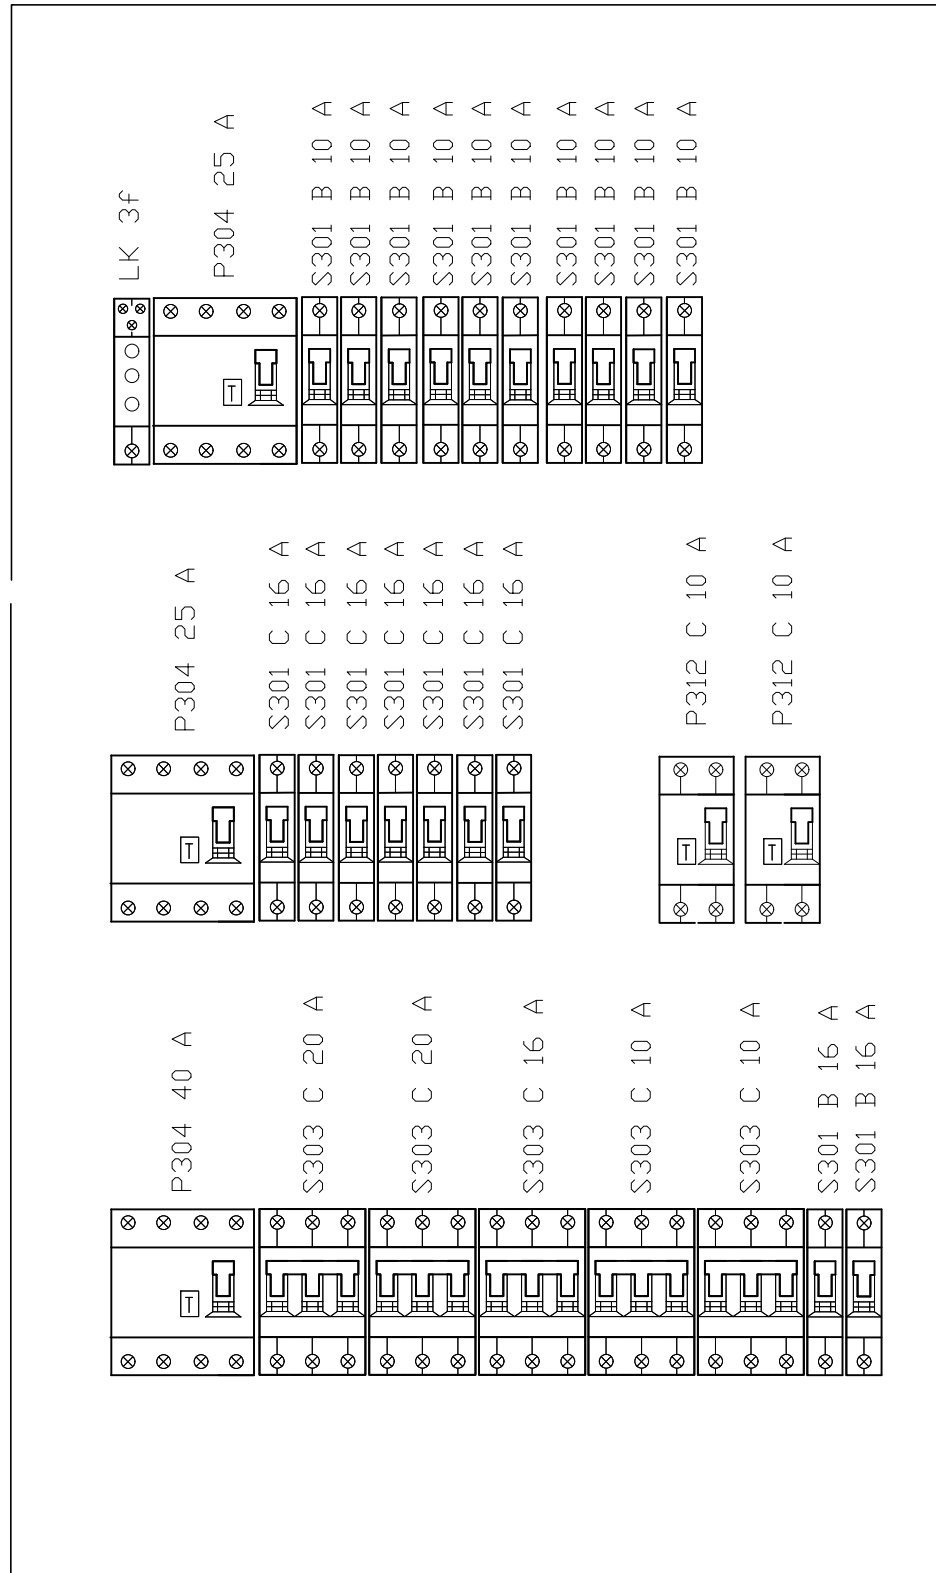 LK 3f
P304 25 A
S301 B 10 A
S301 B 10 A
S301 B 10 A
S301 B 10 A
S301 B 10 A
S301 B 10 A
S301 B 10 A
S301 B 10 A
S301 B 10 A
S301 B 10 A
T
P304 25 A
S301 C 16 A
S301 C 16 A
S301 C 16 A
S301 C 16 A
S301 C 16 A
S301 C 16 A
S301 C 16 A
P312 C 10 A
P312 C 10 A
T
T
T
P304 40 A
S303 C 20 A
S303 C 20 A
S303 C 16 A
S303 C 10 A
S303 C 10 A
S301 B 16 A
S301 B 16 A
T